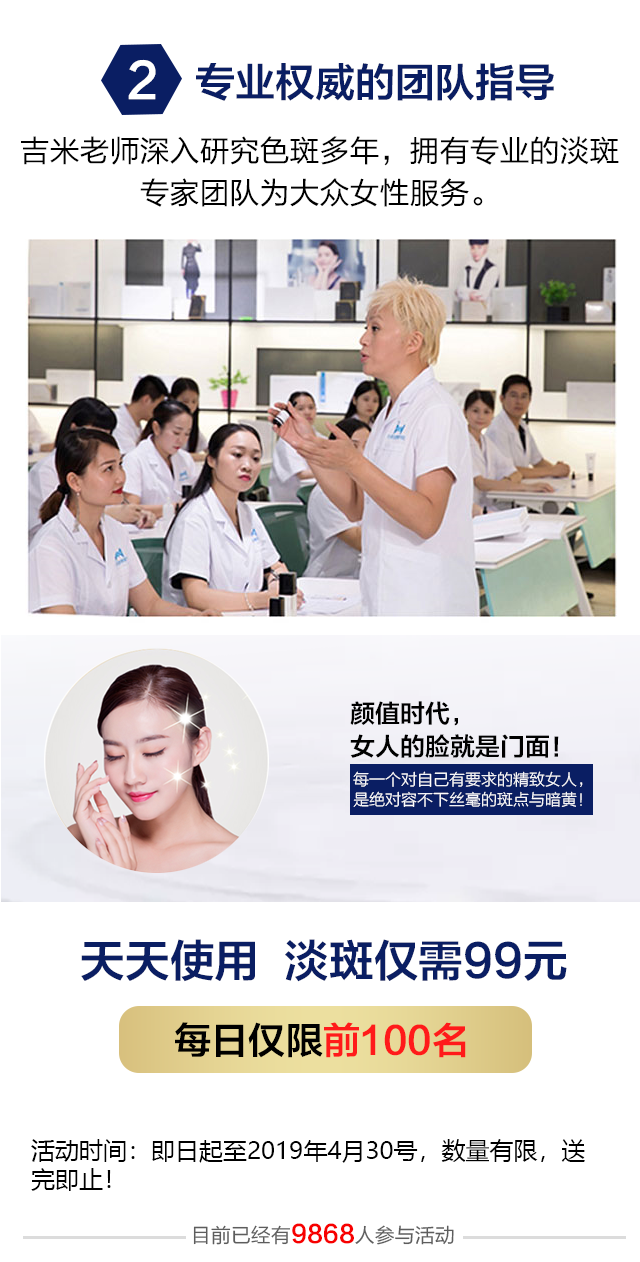 2 专业权威的团队指导
吉米老师深入研究色斑多年，拥有专业的淡斑
专家团队为大众女性服务。
颜值时代，
女人的脸就是门面！
每一个对自己有要求的精致女人，
是绝对容不下丝毫的斑点与暗黄！
天天使用 淡斑仅需99元
每日仅限前100名
活动时间：即日起至2019年4月30号，数量有限，送
完即止！
目前已经有9868人参与活动